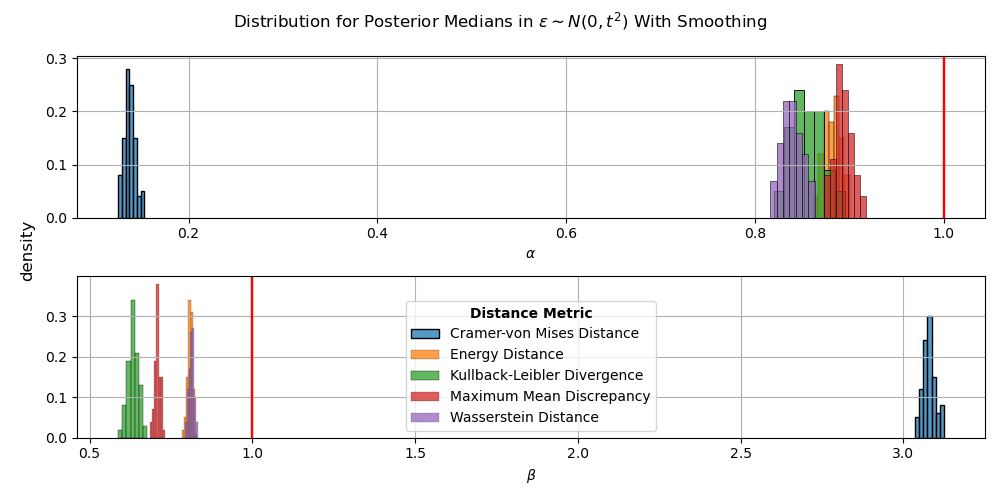 Distribution for Posterior Medians in ε ~ N(0, t²) With Smoothing
0.3
0.2
0.1
0.0
0.2 0.4 0.6 0.8 1.0
α
density
0.3
0.2
0.1
0.0
Distance Metric
Cramer-von Mises Distance
Energy Distance
Kullback-Leibler Divergence
Maximum Mean Discrepancy
Wasserstein Distance
0.5 1.0 1.5 2.0 2.5 3.0
β